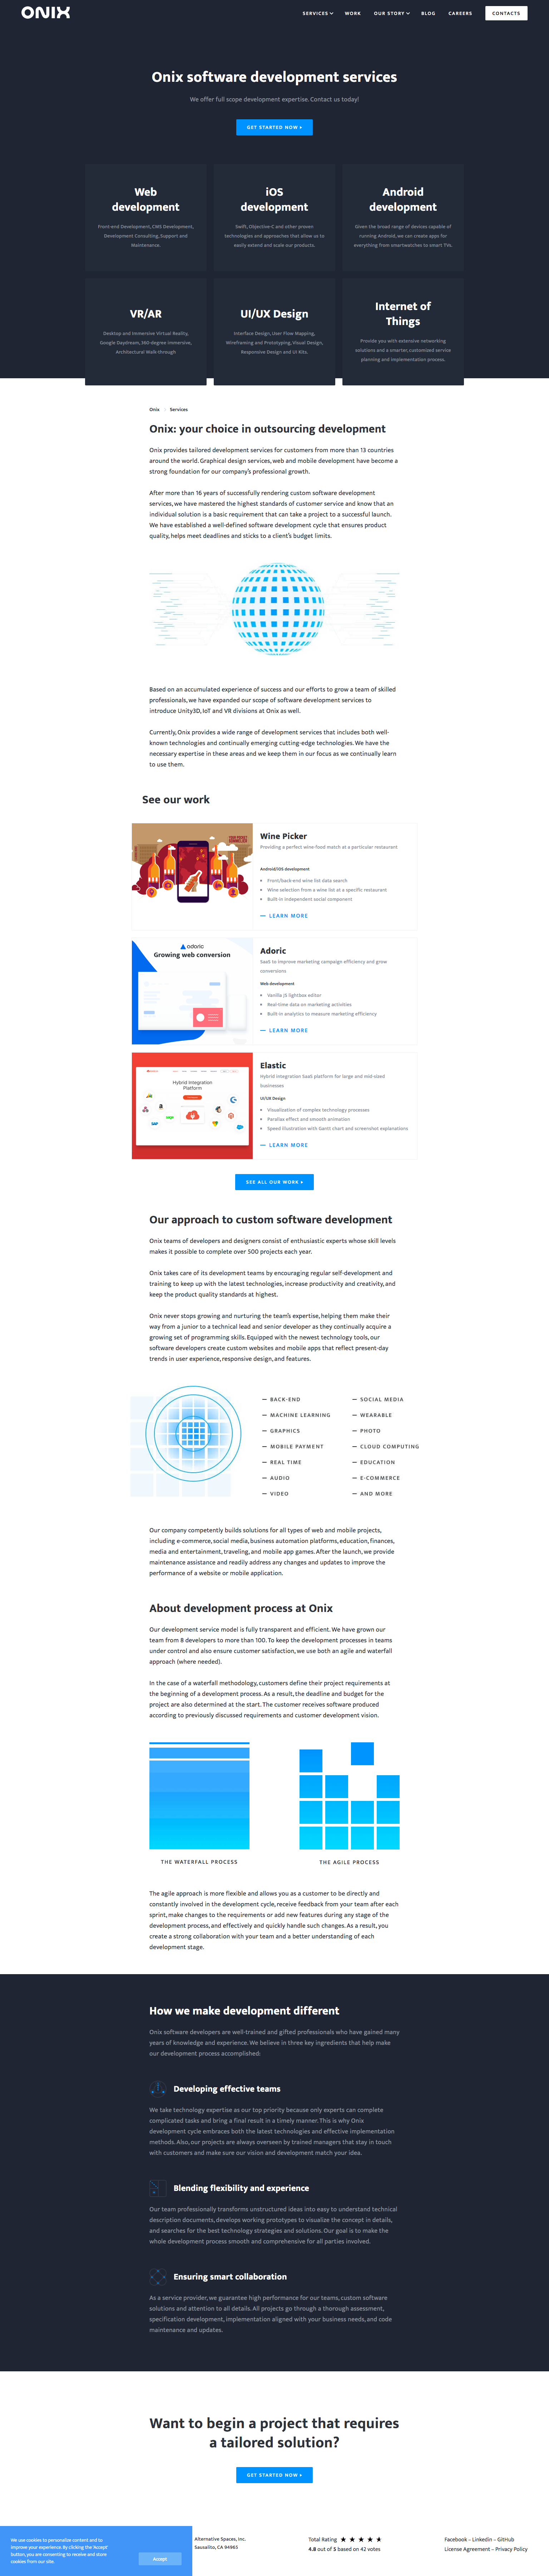 ONIX
SERVICES
WORK
OUR STORY
BLOG
CAREERS
CONTACTS
Onix software development services
We offer full scope development expertise. Contact us today!
GET STARTED NOW
Web
development
Front-end Development, CMS Development,
Development Consulting, Support and
Maintenance.
iOS
development
Swift, Objective-C and other proven
technologies and approaches that allow us to
easily extend and scale our products.
Android
development
Given the broad range of devices capable of
running Android, we can create apps for
everything from smartwatches to smart TVs.
VR/AR
Desktop and Immersive Virtual Reality,
Google Daydream, 360-degree immersive,
Architectural Walk-through
UI/UX Design
Interface Design, User Flow Mapping,
Wireframing and Prototyping, Visual Design,
Responsive Design and UI Kits.
Internet of
Things
Provide you with extensive networking
solutions and a smarter, customised service
planning and implementation process.
Onix
Services
Onix: your choice in outsourcing development
Onix provides tailored development services for customers from more than 13 countries
around the world. Graphical design services, web and mobile development have become a
strong foundation for our company's professional growth.
After more than 16 years of successfully rendering custom software development
services, we have mastered the highest standards of customer service and know that an
individual solution is a basic requirement that can take a project to a successful launch.
We have established a well-defined software development cycle that ensures product
quality, helps meet deadlines and sticks to a client's budget limits.
Based on an accumulated experience of success and our efforts to grow a team of skilled
professionals, we have expanded our scope of software development services to
introduce Unity3D, IoT and VR divisions at Onix as well.
Currently, Onix provides a wide range of development services that includes both well-
known technologies and continually emerging cutting-edge technologies. We have the
necessary expertise in these areas and we keep them in our focus as we continually learn
to use them.
See our work
Wine Picker
Providing a perfect wine-food match at a particular restaurant
Android/iOS development
Front/back-end wine list data search
Wine selection from a wine list at a specific restaurant
Built-in independent social component
LEARN MORE
adoric
Growing web conversion
Adoric
SaaS to improve marketing campaign efficiency and grow
conversions
Web development
Vanilla JS lightbox editor
Real-time data on marketing activities
Built-in analytics to measure marketing efficiency
LEARN MORE
Hybrid Integration
Platform
Elastic
Hybrid integration SaaS platform for large and mid-sized
businesses
UI/UX Design
Visualisation of complex technology processes
Parallax effect and smooth animation
Speed illustration with Gantt chart and screenshot explanations
LEARN MORE
SEE ALL OUR WORK
Our approach to custom software development
Onix teams of developers and designers consist of enthusiastic experts whose skill levels
makes it possible to complete over 500 projects each year.
Onix takes care of its development teams by encouraging regular self-development and
training to keep up with the latest technologies, increase productivity and creativity, and
keep the product quality standards at highest.
Onix never stops growing and nurturing the team's expertise, helping them make their
way from a junior to a technical lead and senior developer as they continually acquire a
growing set of programming skills. Equipped with the newest technology tools, our
software developers create custom websites and mobile apps that reflect present-day
trends in user experience, responsive design, and features.
BACK-END
MACHINE LEARNING
GRAPHICS
MOBILE PAYMENT
REAL TIME
AUDIO
VIDEO
SOCIAL MEDIA
WEARABLE
PHOTO
CLOUD COMPUTING
EDUCATION
E-COMMERCE
AND MORE
Our company competently builds solutions for all types of web and mobile projects,
including e-commerce, social media, business automation platforms, education, finances,
media and entertainment, traveling, and mobile app games. After the launch, we provide
maintenance assistance and readily address any changes and updates to improve the
performance of a website or mobile application.
About development process at Onix
Our development service model is fully transparent and efficient. We have grown our
team from 8 developers to more than 100. To keep the development processes in teams
under control and also ensure customer satisfaction, we use both an agile and waterfall
approach (where needed).
In the case of a waterfall methodology, customers define their project requirements at
the beginning of a development process. As a result, the deadline and budget for the
project are also determined at the start. The customer receives software produced
according to previously discussed requirements and customer development vision.
THE WATERFALL PROCESS
THE AGILE PROCESS
The agile approach is more flexible and allows you as a customer to be directly and
constantly involved in the development cycle, receive feedback from your team after each
sprint, make changes to the requirements or add new features during any stage of the
development process, and effectively and quickly handle such changes. As a result, you
create a strong collaboration with your team and a better understanding of each
development stage.
How we make development different
Onix software developers are well-trained and gifted professionals who have gained many
years of knowledge and experience. We believe in three key ingredients that help make
our development process accomplished:
Developing effective teams
We take technology expertise as our top priority because only experts can complete
complicated tasks and bring a final result in a timely manner. This is why Onix
development cycle embraces both the latest technologies and effective implementation
methods. Also, our projects are always overseen by trained managers that stay in touch
with customers and make sure our vision and development match your idea.
Blending flexibility and experience
Our team professionally transforms unstructured ideas into easy to understand technical
description documents, develops working prototypes to visualize the concept in details,
and searches for the best technology strategies and solutions. Our goal is to make the
whole development process smooth and comprehensive for all parties involved.
Ensuring smart collaboration
As a service provider, we guarantee high performance for our teams, custom software
solutions and attention to all details. All projects go through a thorough assessment,
specification development, implementation aligned with your business needs, and code
maintenance and updates.
Want to begin a project that requires
a tailored solution?
GET STARTED NOW
We use cookies to personalize content and to
improve your experience. By clicking the 'Accept'
button, you are consenting to receive and store
cookies from our site.
Accept
Alternative Spaces, Inc.
Sausalito, CA 94965
Total Rating
4.8 out of 5 based on 42 votes
Facebook – Linkedin – GitHub
License Agreement – Privacy Policy